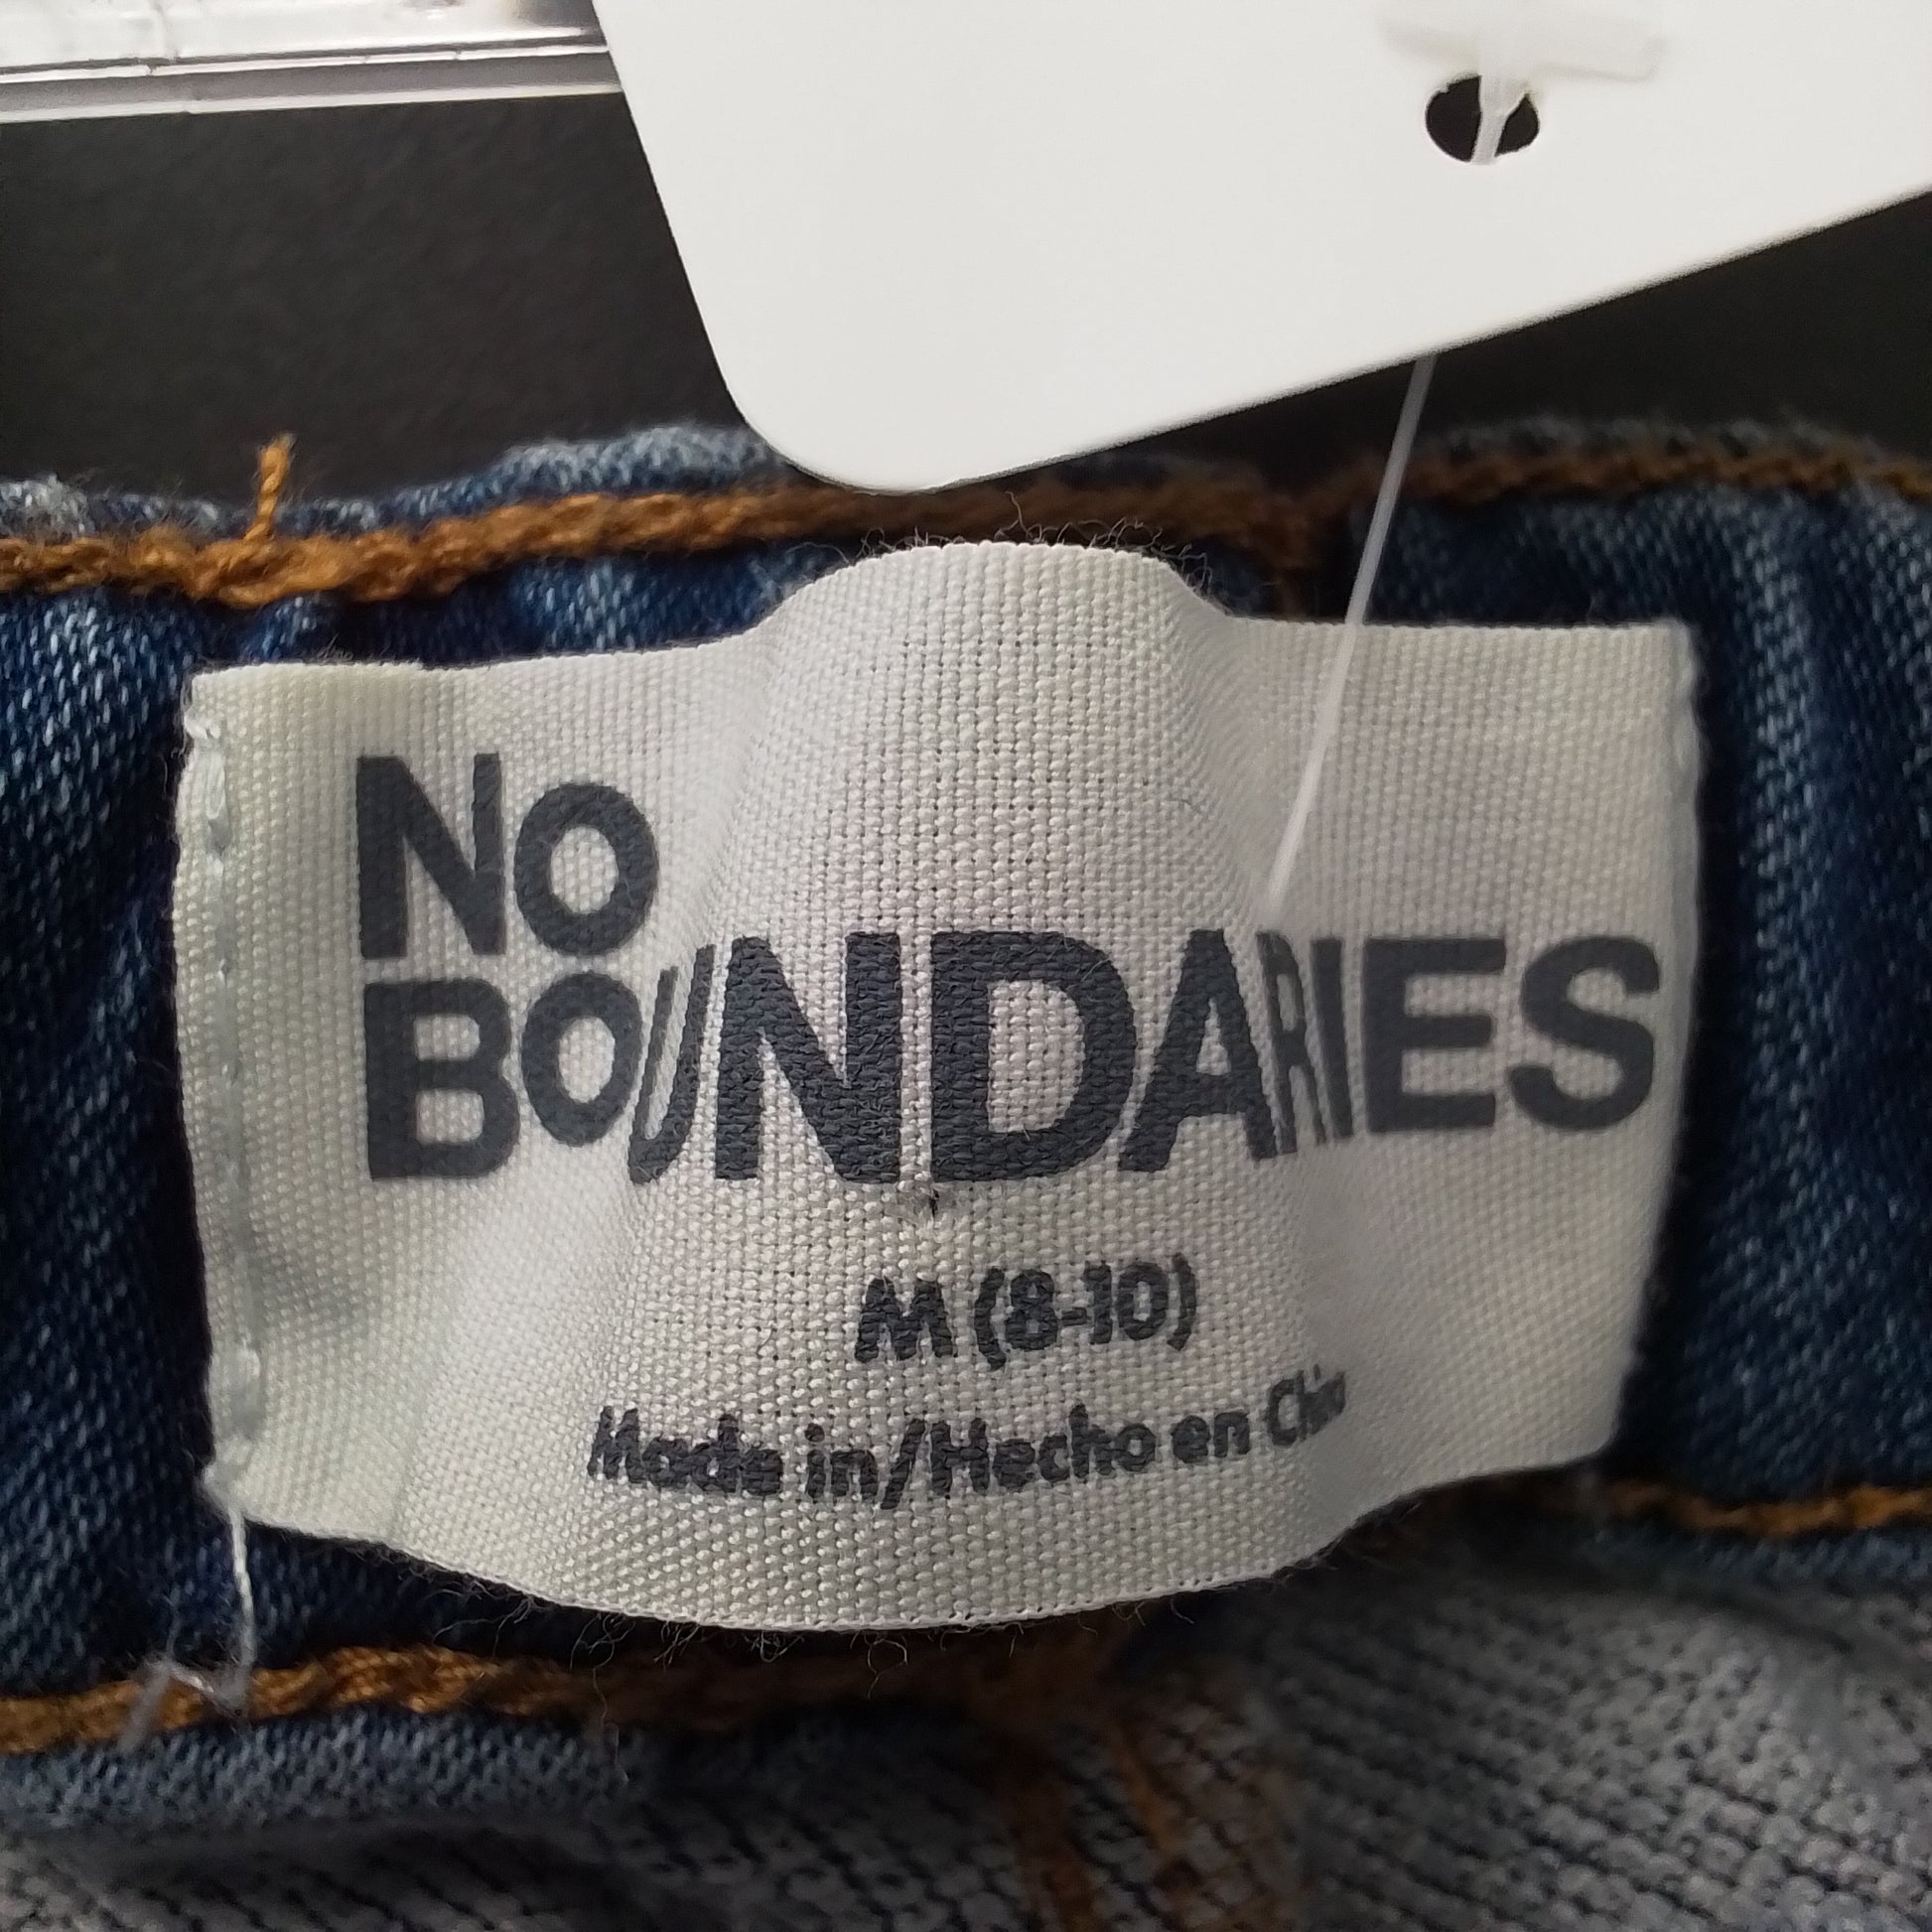 NO
BOUNDARIES
M (8-10)
Made in/Hecho en